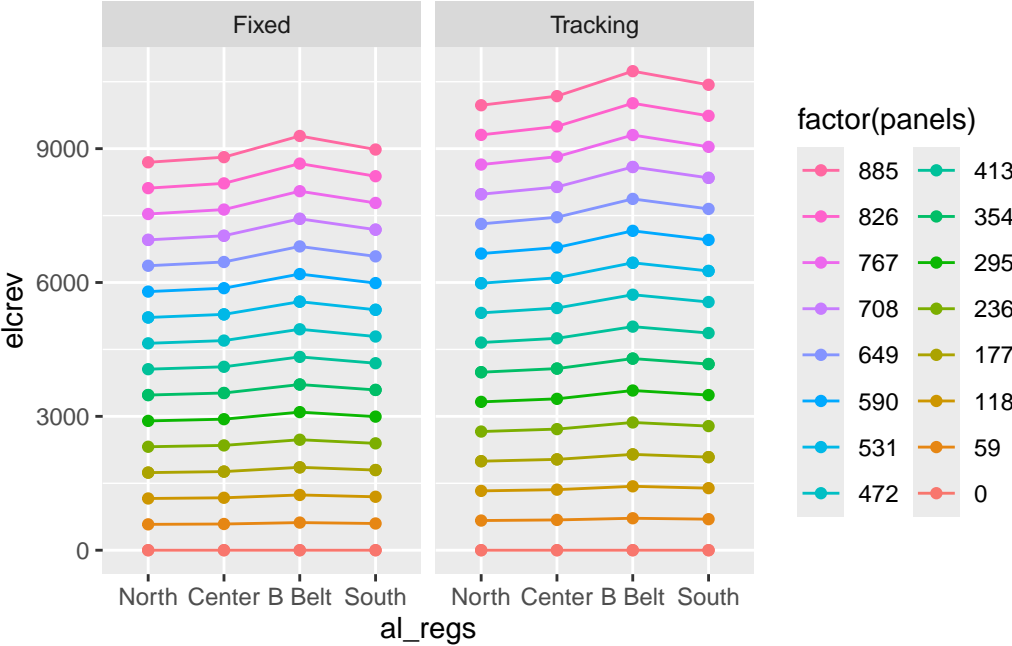 Fixed
Tracking
elcrev
9000
6000
3000
0
North Center B Belt South
North Center B Belt South
al_regs
factor(panels)
885 413
826 354
767 295
708 236
649 177
590 118
531 59
472 0